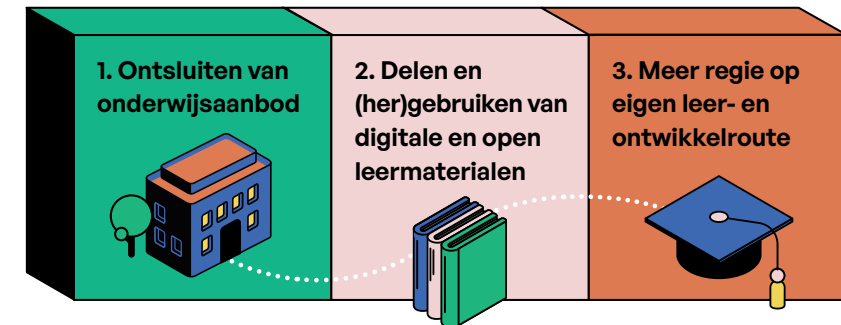 1. Ontsluiten van
onderwijsaanbod
2. Delen en
(her)gebruiken van
digitale en open
leermaterialen
3. Meer regie op
eigen leer- en
ontwikkelroute